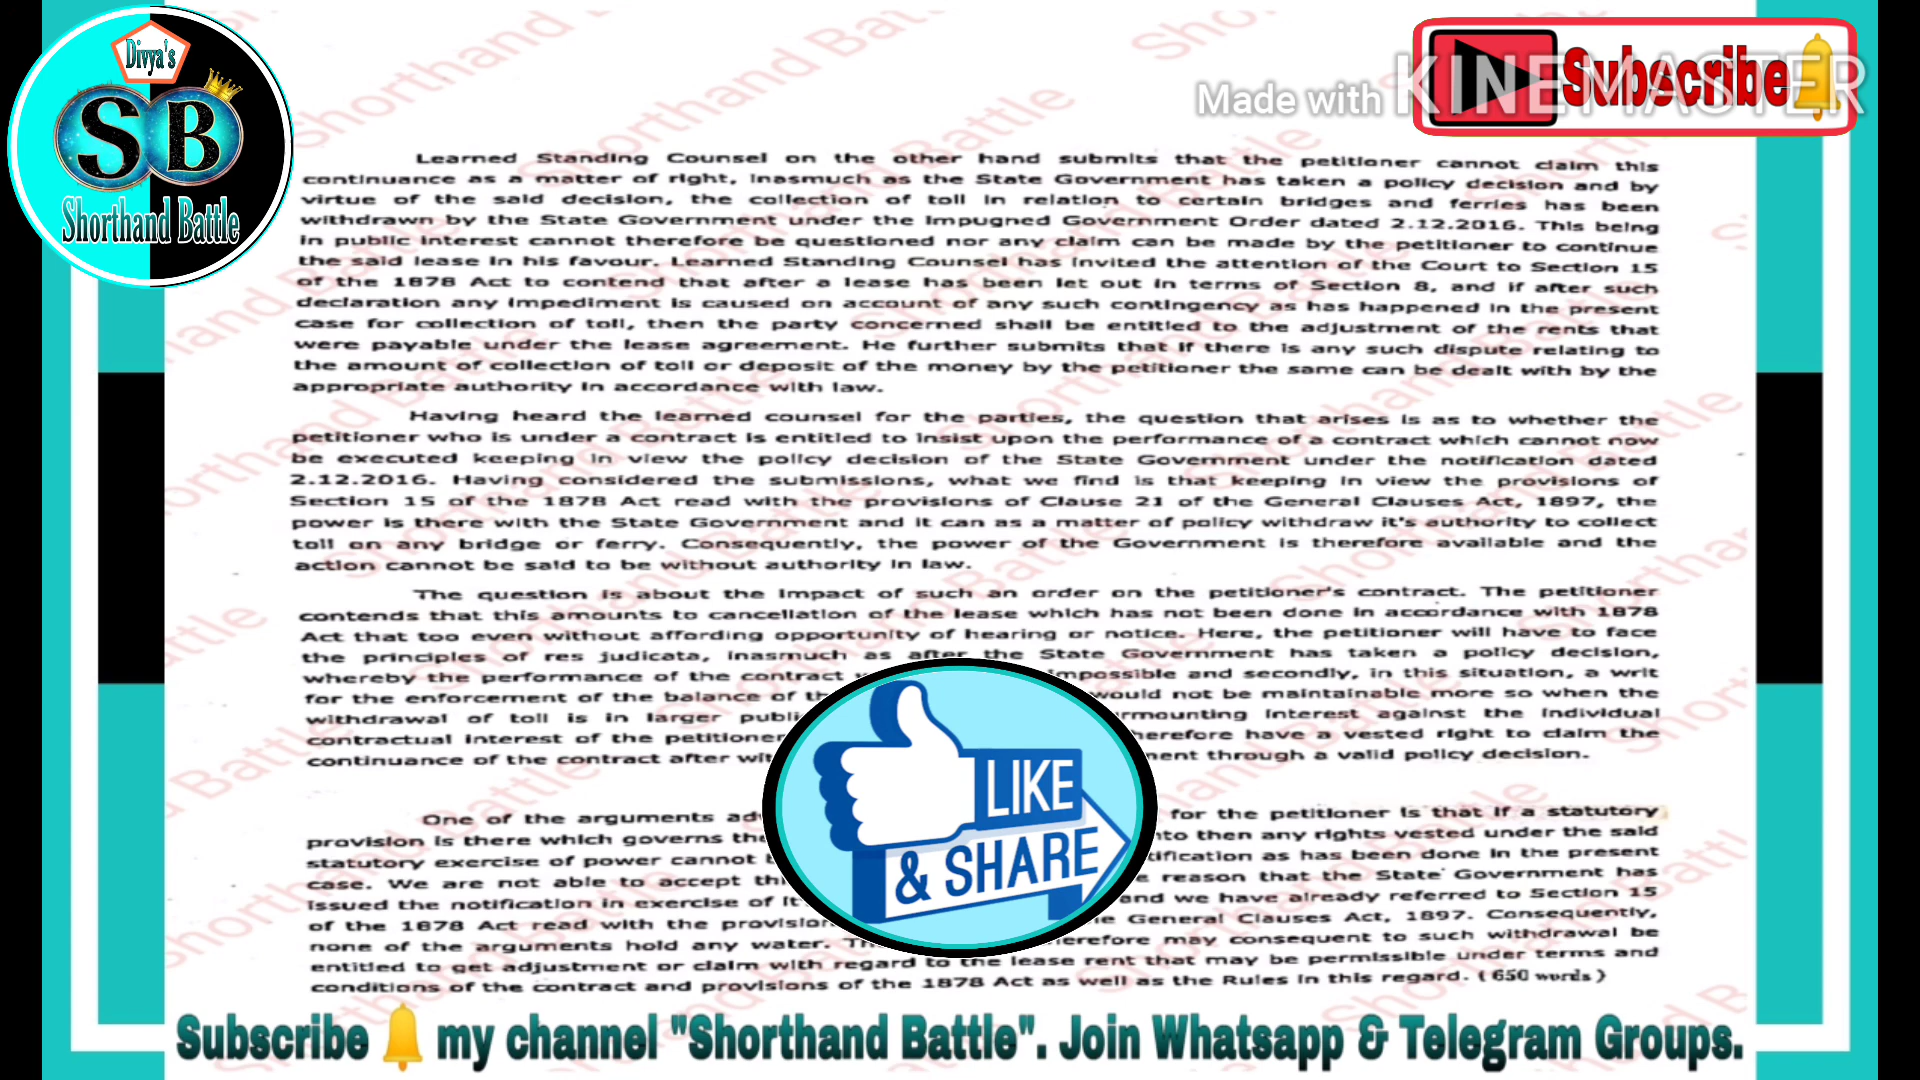 Divya's
SB
Shorthand Battle
Made with KINEMASTER
Subscribe
Learned Standing Counsel on the other hand submits that the petitioner cannot claim this
continuance as a matter of right, inasmuch as the State Government has taken a policy decision and by
virtue of the said decision, the collection of toll in relation to certain bridges and ferries has been
withdrawn by the State Government under the impugned Government Order dated 2.12.2016. This being
in public interest cannot therefore be questioned nor any claim can be made by the petitioner to continue
the said lease in his favour. Learned Standing Counsel has invited the attention of the Court to Section 15
of the 1878 Act to contend that after a lease has been let out in terms of Section 8, and if after such
declaration any impediment is caused on account of any such contingency as has happened in the present
case for collection of toll, then the party concerned shall be entitled to the adjustment of the rents that
were payable under the lease agreement. He further submits that if there is any such dispute relating to
the amount of collection of toll or deposit of the money by the petitioner the same can be dealt with by the
appropriate authority in accordance with law.
Having heard the learned counsel for the parties, the question that arises is as to whether the
petitioner who is under a contract is entitled to insist upon the performance of a contract which cannot now
be executed keeping in view the policy decision of the State Government under the notification dated
2.12.2016. Having considered the submissions, what we find is that keeping in view the provisions of
Section 15 of the 1878 Act read with the provisions of Clause 21 of the General Clauses Act, 1897, the
power is there with the State Government and it can as a matter of policy withdraw it's authority to collect
toll on any bridge or ferry. Consequently, the power of the Government is therefore available and the
action cannot be said to be without authority in law.
The question is about the impact of such an order on the petitioner's contract. The petitioner
contends that this amounts to cancellation of the lease which has not been done in accordance with 1878
Act that too even without affording opportunity of hearing or notice. Here, the petitioner will have to face
the principles of res judicata, inasmuch as after the State Government has taken a policy decision,
whereby the performance of the contract impossible and secondly, in this situation, a writ
for the enforcement of the balance of would not be maintainable more so when the
withdrawal of toll is in larger interest against the individual
contractual interest of the petitioner therefore have a vested right to claim the
continuance of the contract after through a valid policy decision.
One of the arguments for the petitioner is that if a statutory
provision is there which governs then any rights vested under the said
statutory exercise of power cannot as has been done in the present
case. We are not able to accept reason that the State Government has
issued the notification in exercise of and we have already referred to Section 15
of the 1878 Act read with the General Clauses Act, 1897. Consequently,
none of the arguments hold any water. therefore may consequent to such withdrawal be
entitled to get adjustment or claim with regard to the lease rent that may be permissible under terms and
conditions of the contract and provisions of the 1878 Act as well as the Rules in this regard. (650 words)
LIKE
& SHARE
Subscribe my channel "Shorthand Battle". Join Whatsapp & Telegram Groups.